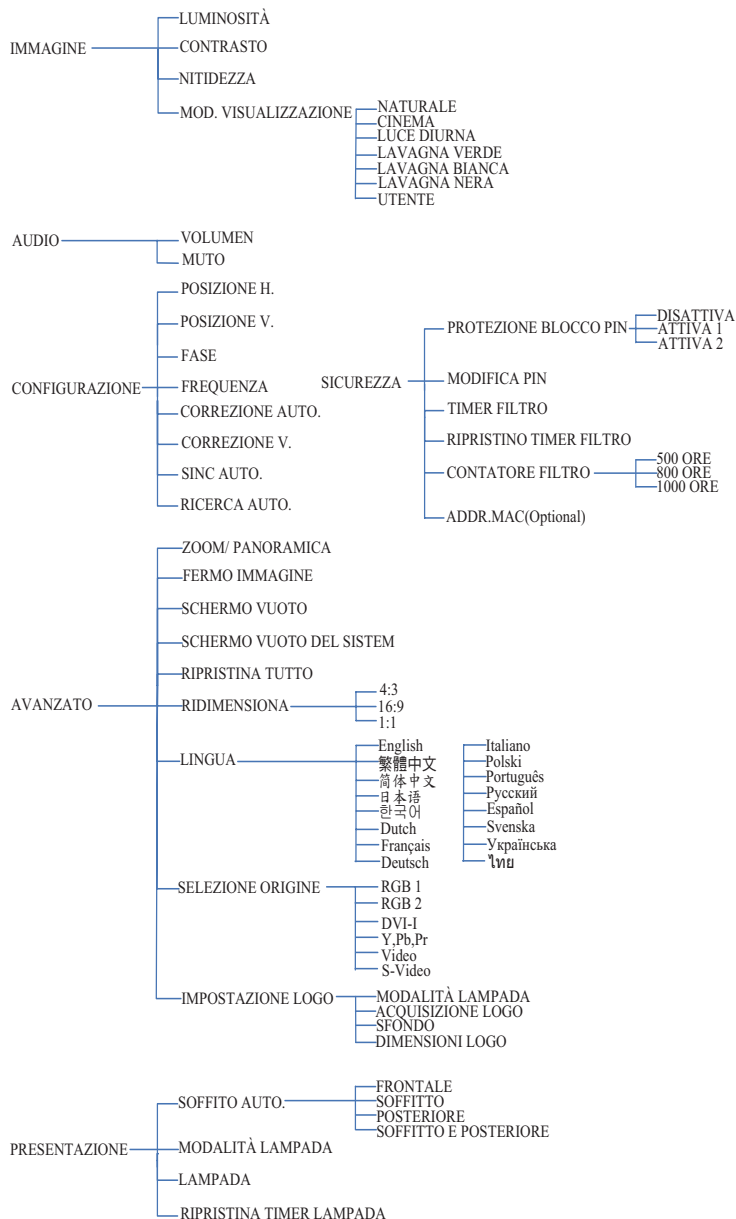 IMMAGINE
LUMINOSITÀ
CONTRASTO
NITIDEZZA
MOD. VISUALIZZAZIONE
NATURALE
CINEMA
LUCE DIURNA
LAVAGNA VERDE
LAVAGNA BIANCA
LAVAGNA NERA
UTENTE
AUDIO
VOLUMEN
MUTO
CONFIGURAZIONE
POSIZIONE H.
POSIZIONE V.
FASE
FREQUENZA
CORREZIONE AUTO.
CORREZIONE V.
SINC AUTO.
RICERCA AUTO.
SICUREZZA
PROTEZIONE BLOCCO PIN
DISATTIVA
ATTIVA 1
ATTIVA 2
MODIFICA PIN
TIMER FILTRO
RIPRISTINO TIMER FILTRO
CONTATORE FILTRO
500 ORE
800 ORE
1000 ORE
ADDR.MAC(Optional)
AVANZATO
ZOOM/ PANORAMICA
FERMO IMMAGINE
SCHERMO VUOTO
SCHERMO VUOTO DEL SISTEM
RIPRISTINA TUTTO
RIDIMENSIONA
4:3
16:9
1:1
LINGUA
English
繁體中文
简体中文
日本语
한국어
Dutch
Français
Deutsch
Italiano
Polski
Português
Русский
Español
Svenska
Українська
ไทย
SELEZIONE ORIGINE
RGB 1
RGB 2
DVI-I
Y,Pb,Pr
Video
S-Video
IMPOSTAZIONE LOGO
MODALITÀ LAMPADA
ACQUISIZIONE LOGO
SFONDO
DIMENSIONI LOGO
PRESENTAZIONE
SOFFITO AUTO.
FRONTALE
SOFFITTO
POSTERIORE
SOFFITTO E POSTERIORE
MODALITÀ LAMPADA
LAMPADA
RIPRISTINA TIMER LAMPADA